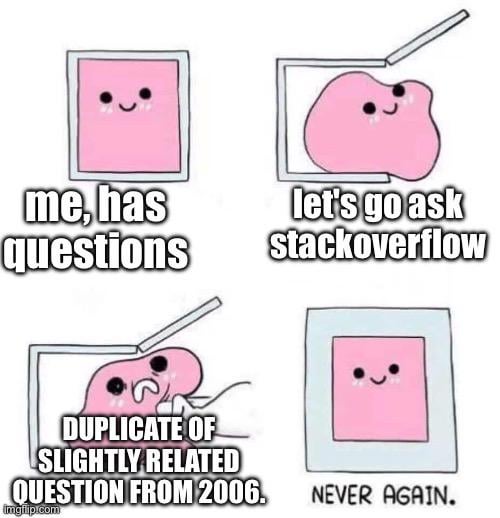 me, has
questions
let's go ask
stackoverflow
DUPLICATE OF
SLIGHTLY RELATED
QUESTION FROM 2006.
NEVER AGAIN.
imgflip.com